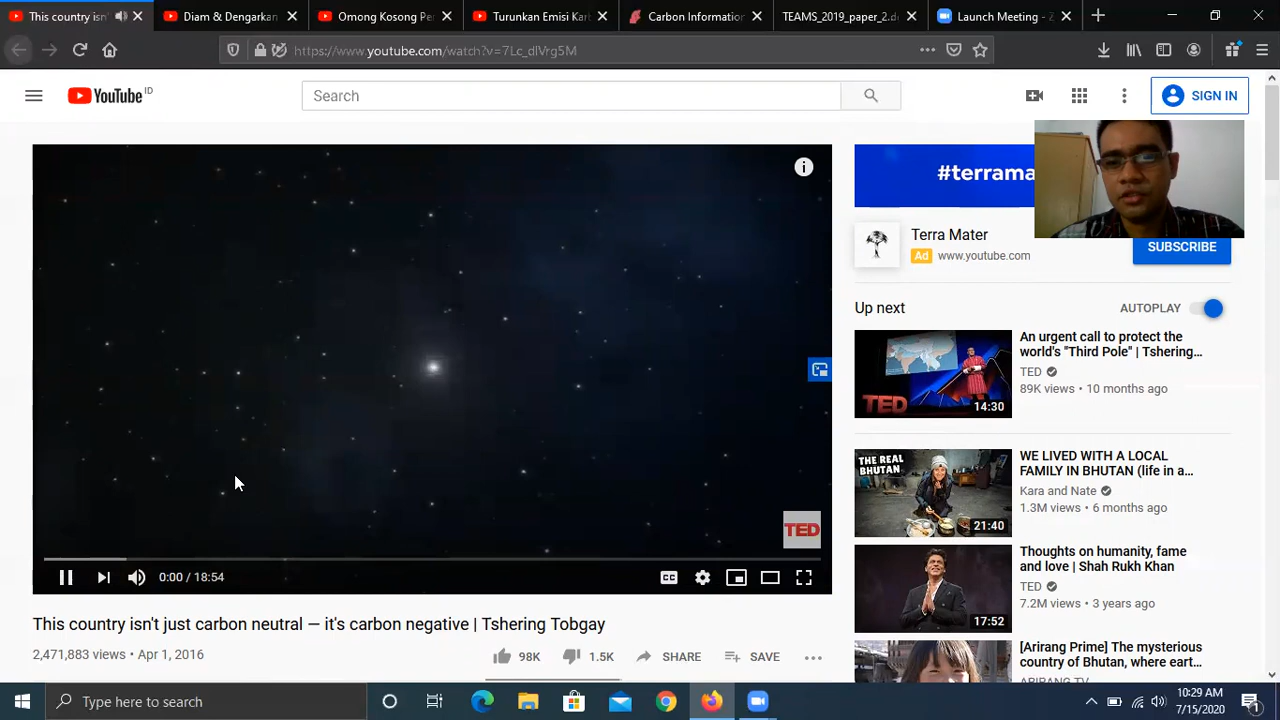 This country isn't
Diam & Dengarkan
Omong Kosong Pe
Turunkan Emisi Kar
Carbon Information
TEAMS_2019_paper_2.d
Launch Meeting - Z
https://www.youtube.com/watch?v=7Lc_dlVrg5M
YouTube ID
Search
SIGN IN
#terrama
Terra Mater
Ad www.youtube.com
SUBSCRIBE
Up next
AUTOPLAY
An urgent call to protect the
world's "Third Pole" | Tshering...
TED
89K views • 10 months ago
TED
14:30
WE LIVED WITH A LOCAL
FAMILY IN BHUTAN (life in a...
Kara and Nate
1.3M views • 6 months ago
THE REAL
BHUTAN
21:40
Thoughts on humanity, fame
and love | Shah Rukh Khan
TED
7.2M views • 3 years ago
17:52
[Arirang Prime] The mysterious
country of Bhutan, where eart...
ARIRANG TV
TED
0:00 / 18:54
CC
This country isn't just carbon neutral — it's carbon negative | Tshering Tobgay
2,471,883 views • Apr 1, 2016
98K
1.5K
SHARE
SAVE
Type here to search
10:29 AM
7/15/2020
1